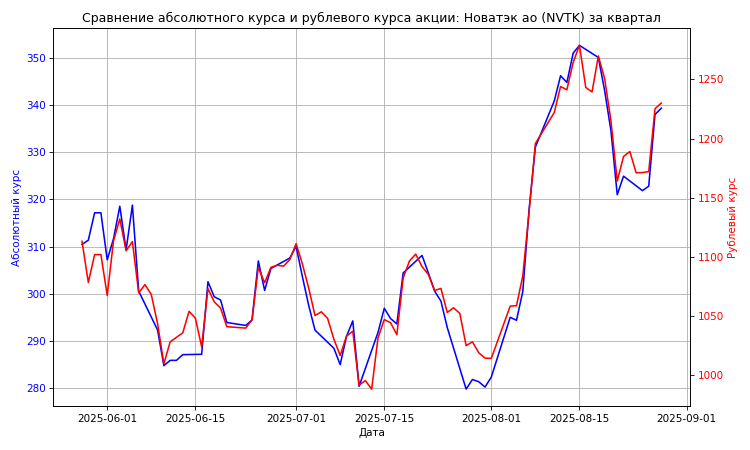 Сравнение абсолютного курса и рублевого курса акции: Новатэк ао (NVTK) за квартал
Абсолютный курс
350
340
330
320
310
300
290
280
1250
1200
1150
1100
1050
1000
Рублевый курс
2025-06-01 2025-06-15 2025-07-01 2025-07-15 2025-08-01 2025-08-15 2025-09-01
Дата